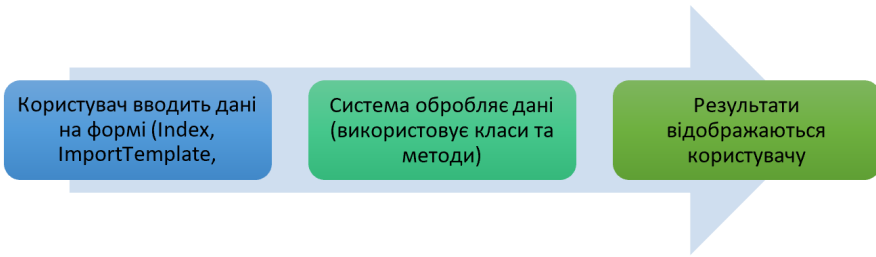 Користувач вводить дані
на формі (Index,
ImportTemplate,
Система обробляє дані
(використовує класи та
методи)
Результати
відображаються
користувачу